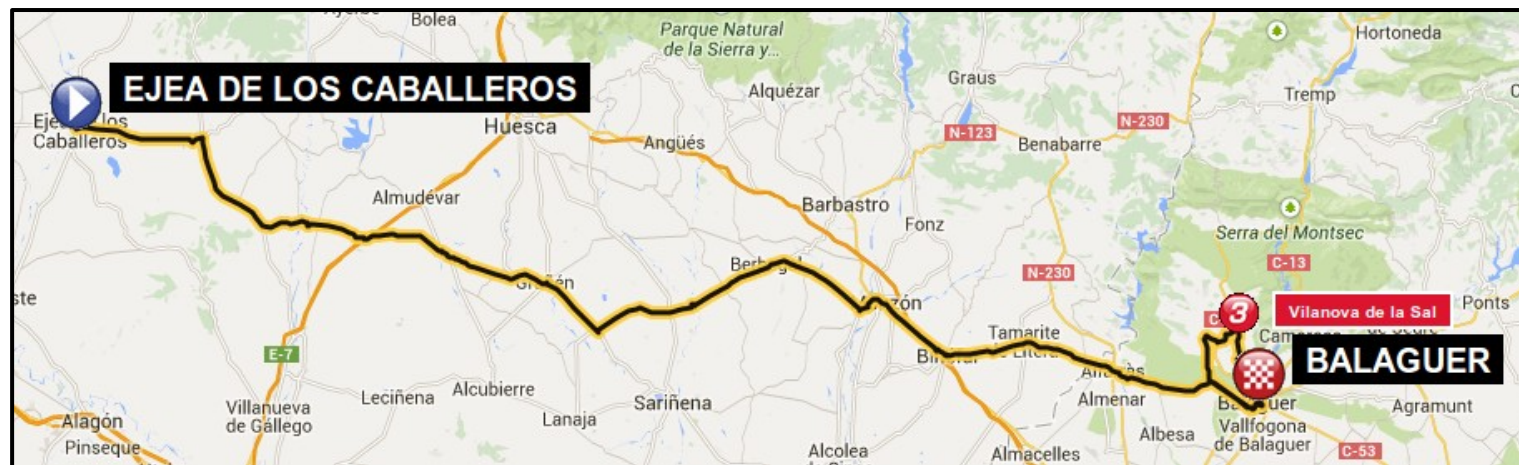 Bolea
Parque Natural
de la Sierra y...
Hortoneda
EJEA DE LOS CABALLEROS
Graus
Alquézar
Tremp
N-230
Huesca
N-123
Caballeros
Angüés
Benabarre
Almudévar
Barbastro
Fonz
Serra del Montsec
C-13
N-230
ste
3
Vilanova de la Sal
Ponts
Tamarite
E-7
BALAGUER
Leciñena
Alcubierre
Almenar
Villanueva
de Gállego
Lanaja
Sariñena
Agramunt
Alagón
Albesa
Vallfogona
de Balaguer
Pinseque
Alcolea
Almacelles
C-53